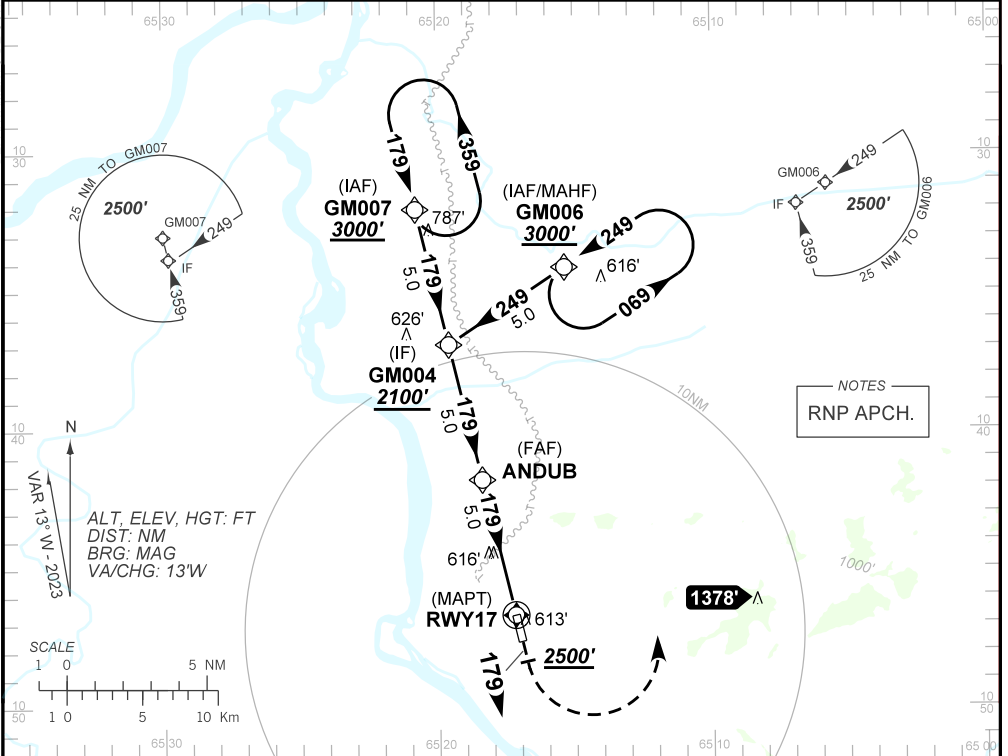 65 30
65 20
65 10
65 00
10
30
10
30
25 NM TO GM007
2500'
GM007
249
IF
359
179
359
(IAF)
GM007
3000'
787'
(IAF/MAHF)
GM006
3000'
249
616'
069
GM006
249
IF
2500'
359
25 NM TO GM006
179
5.0
249
5.0
626'
(IF)
GM004
2100'
10NM
NOTES
RNP APCH.
10
40
10
40
179
5.0
(FAF)
ANDUB
N
VAR 13° W - 2023
ALT, ELEV, HGT: FT
DIST: NM
BRG: MAG
VA/CHG: 13'W
179
5.0
616'
1000'
1378'
(MAPT)
RWY17
613'
2500'
179
SCALE
1 0 5 NM
1 0 5 10 Km
10
50
10
50
65 30
65 20
65 10
65 00